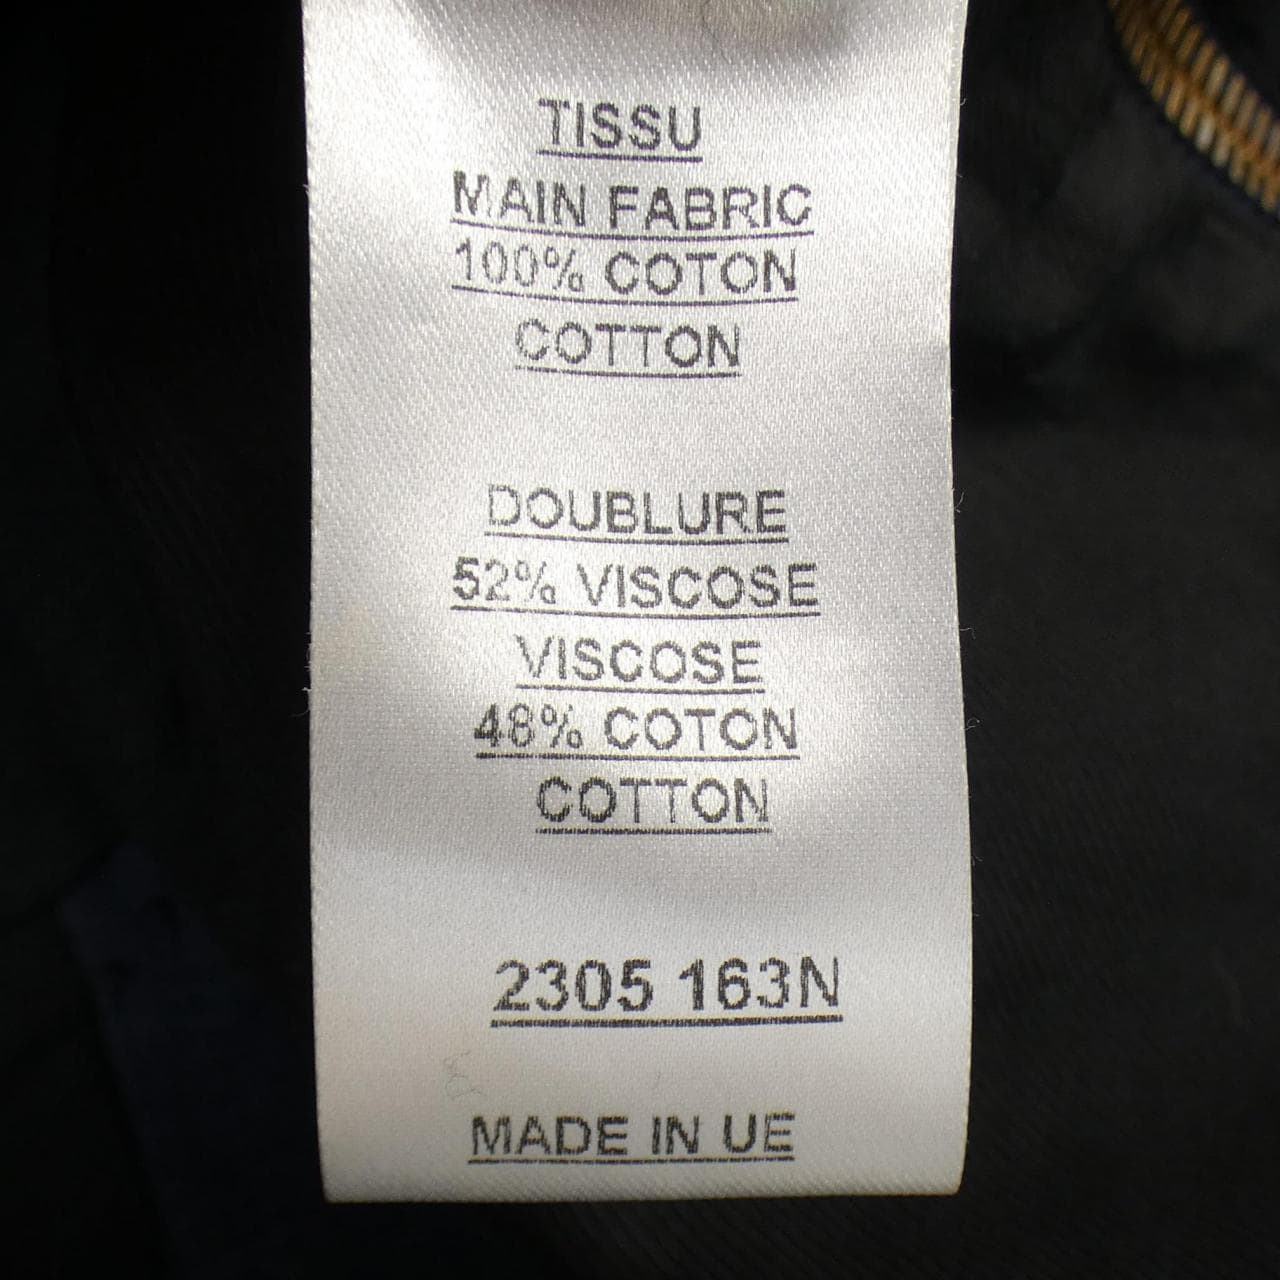 TISSU
MAIN FABRIC
100% COTON
COTTON
DOUBLURE
52% VISCOSE
VISCOSE
48% COTON
COTTON
2305 163N
MADE IN UE